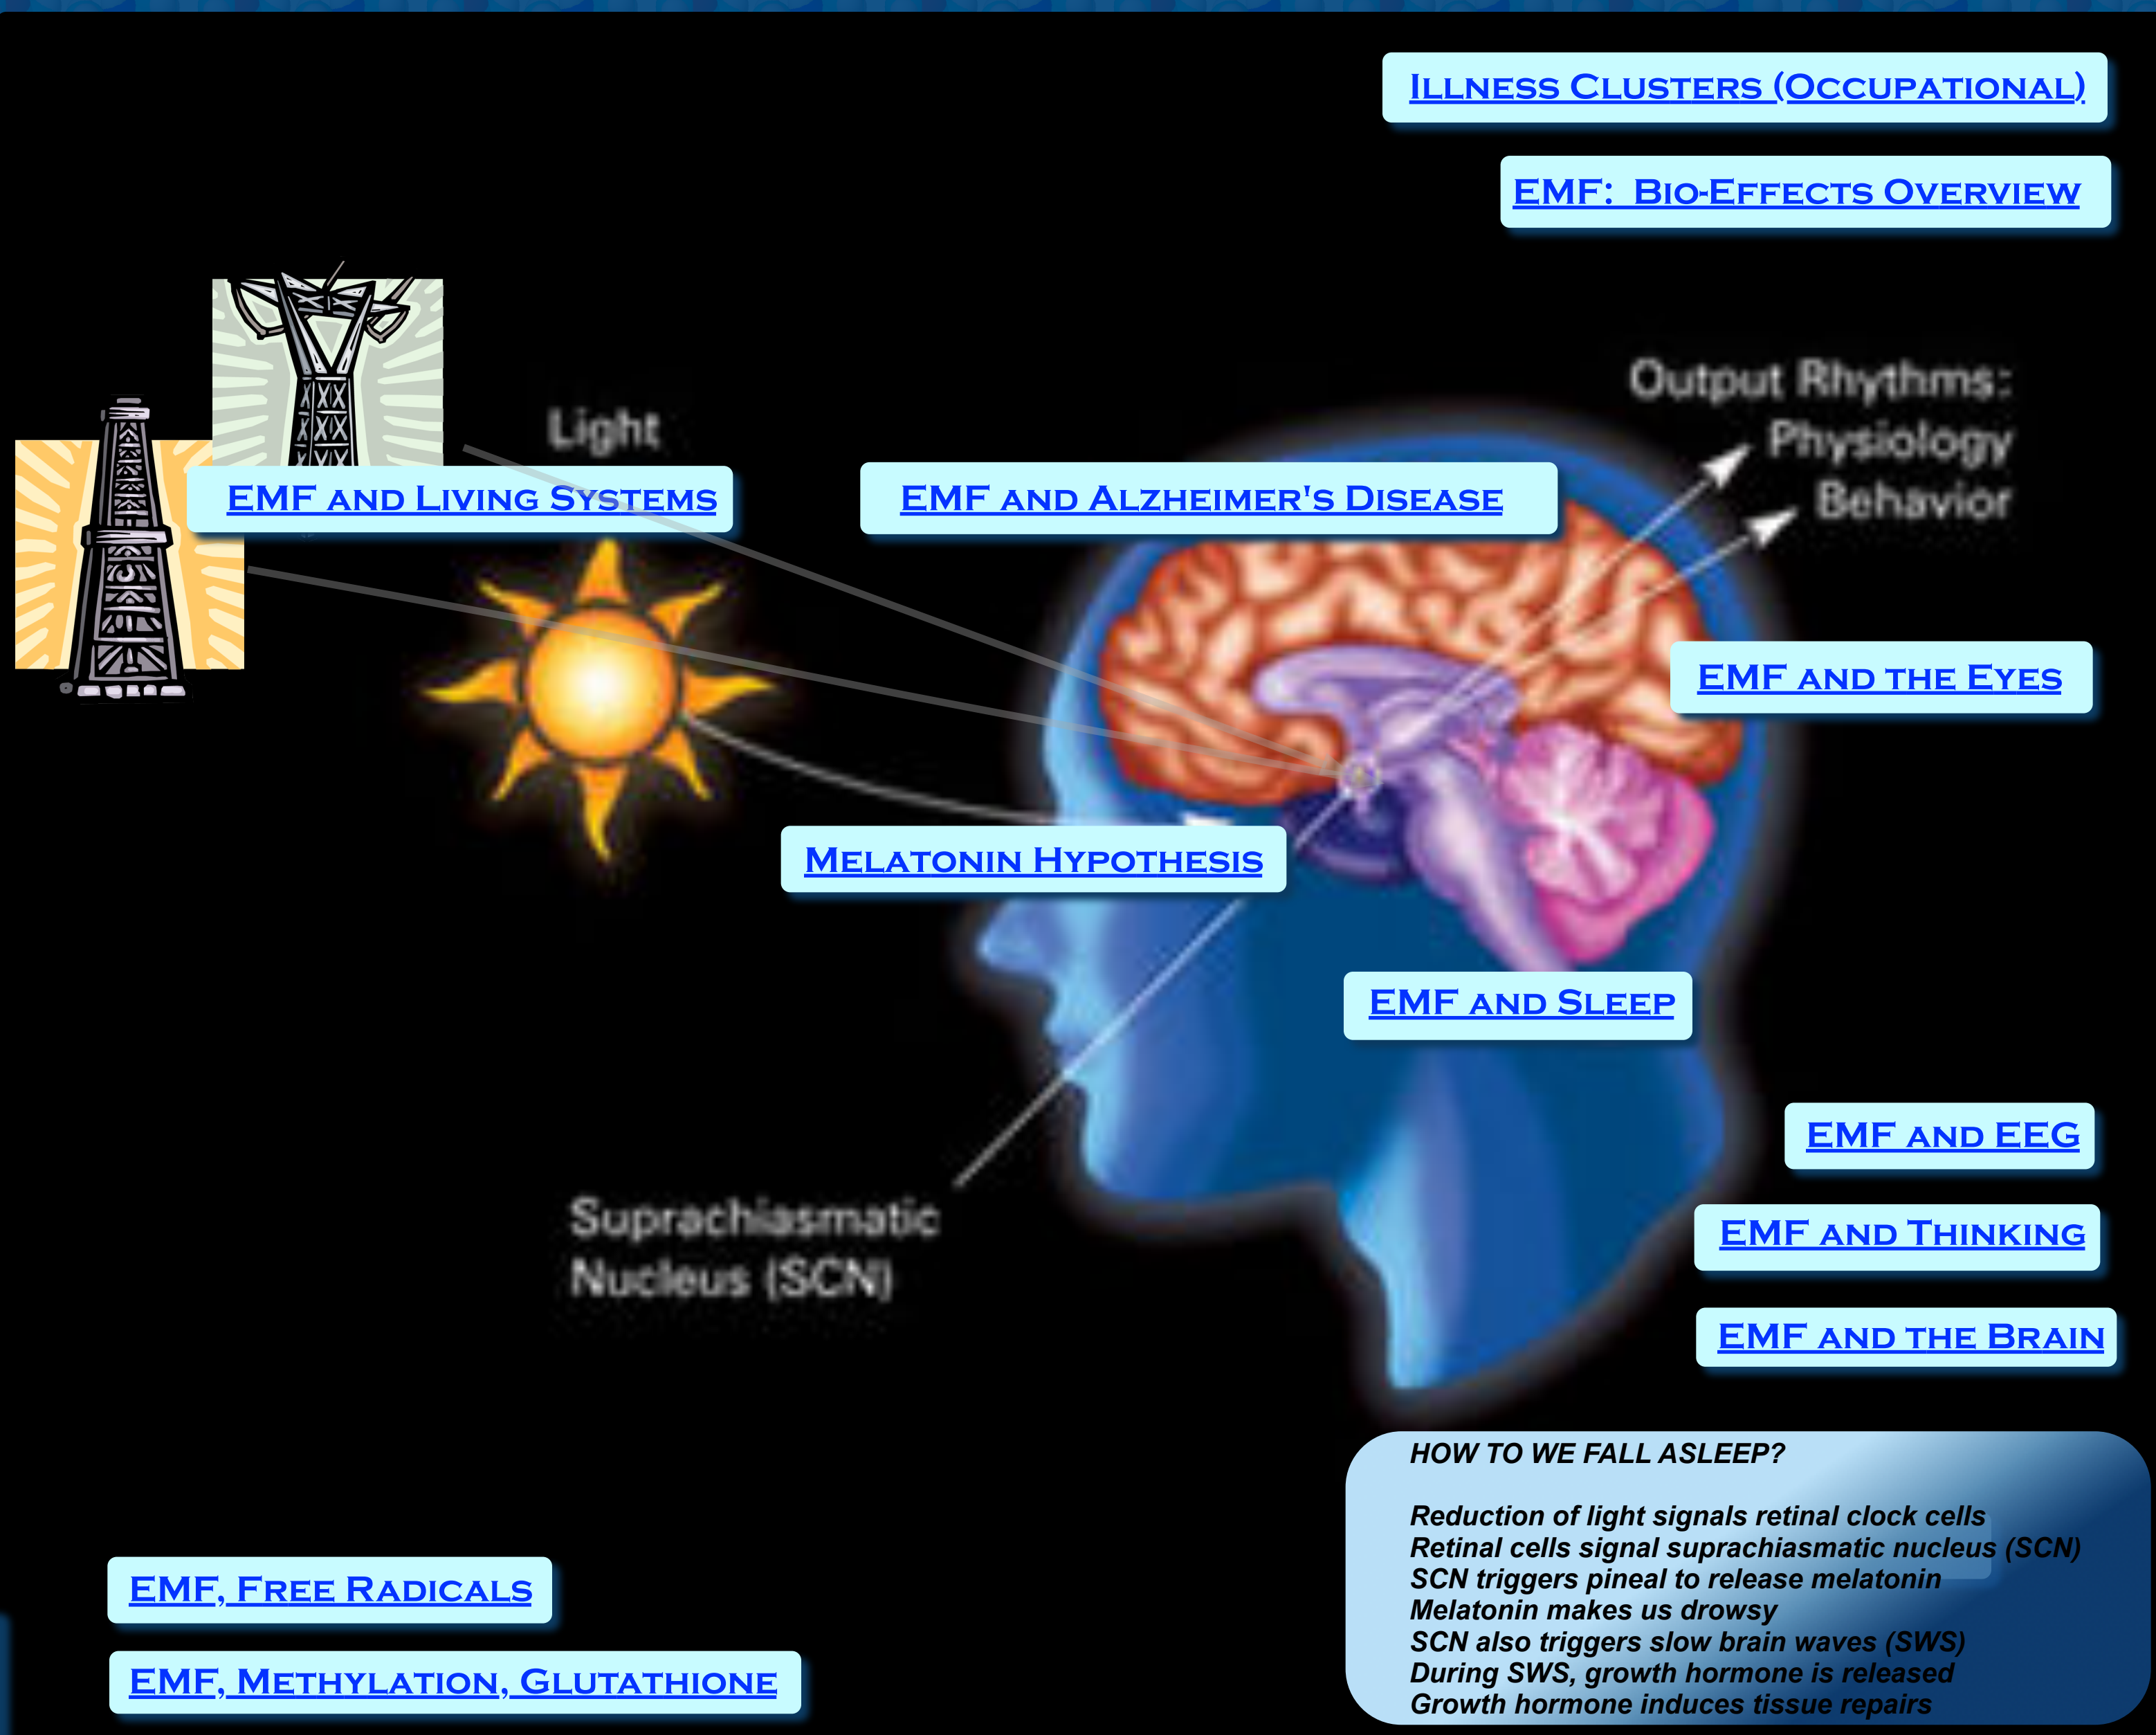 Illness Clusters (Occupational)
EMF:  Bio-Effects Overview
Output Rhythms:
Physiology
Behavior
Light
EMF and Living Systems
EMF and Alzheimer's Disease
EMF and the Eyes
Melatonin Hypothesis
EMF and Sleep
EMF and EEG
Suprachiasmatic
Nucleus (SCN)
EMF and Thinking
EMF and the Brain
HOW TO WE FALL ASLEEP?
Reduction of light signals retinal clock cells
Retinal cells signal suprachiasmatic nucleus (SCN)
SCN triggers pineal to release melatonin
Melatonin makes us drowsy
SCN also triggers slow brain waves (SWS)
During SWS, growth hormone is released
Growth hormone induces tissue repairs
EMF, Free Radicals
EMF, Methylation, Glutathione